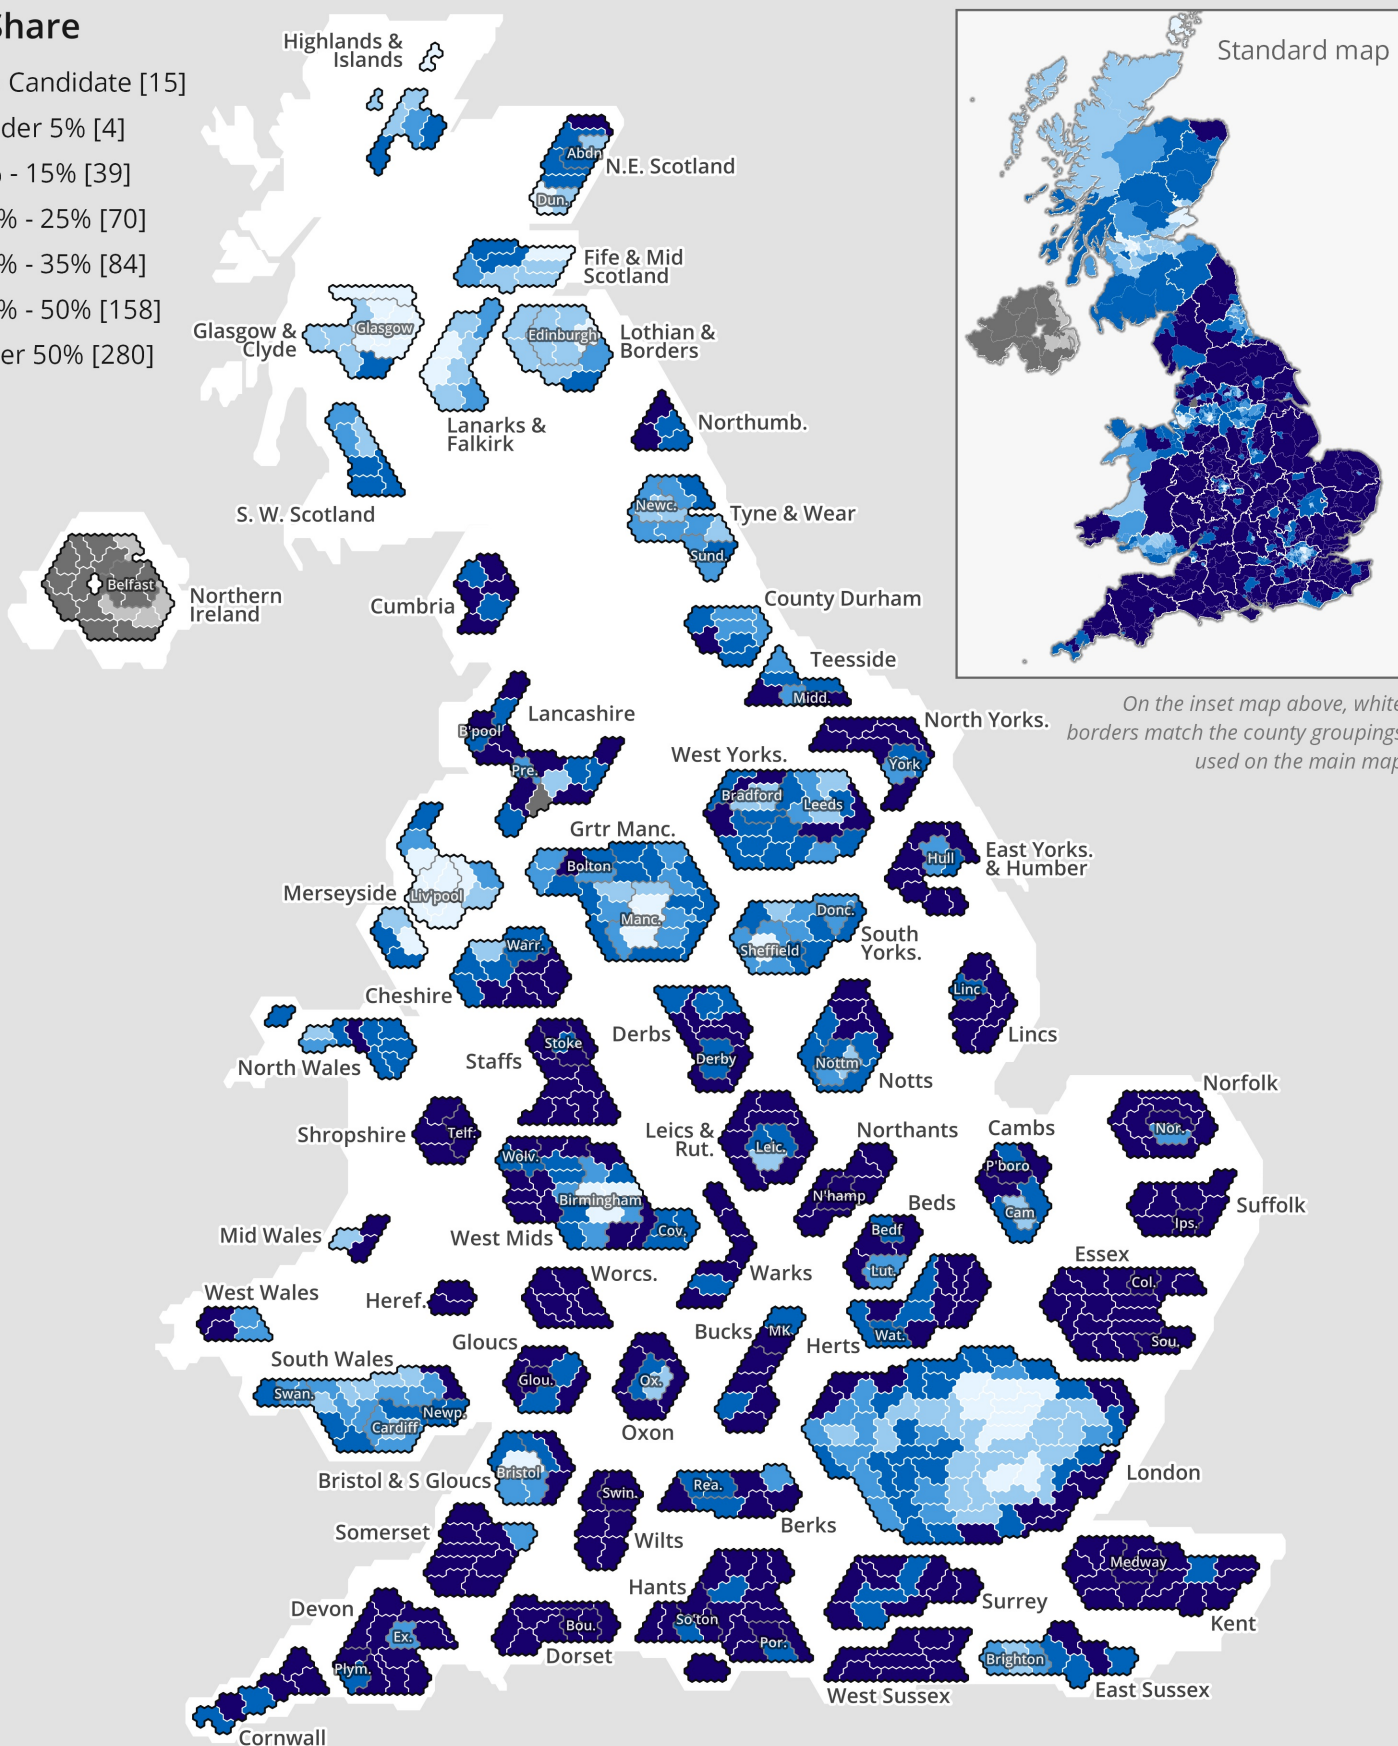 Share
Candidate [15]
der 5% [4]
- 15% [39]
% - 25% [70]
% - 35% [84]
% - 50% [158]
er 50% [280]
Standard map
On the inset map above, white
borders match the county groupings
used on the main map
Highlands &
Islands
Abdn
N.E. Scotland
Dun.
Fife & Mid
Scotland
Glasgow &
Clyde
Glasgow
Edinburgh
Lothian &
Borders
Lanarks &
Falkirk
Northumb.
S. W. Scotland
Newc.
Tyne & Wear
Sund.
Belfast
Northern
Ireland
Cumbria
County Durham
Teesside
Midd.
Lancashire
B'pool
Pre.
North Yorks.
York
West Yorks.
Bradford
Leeds
Grtr Manc.
Bolton
Manc.
East Yorks.
& Humber
Hull
Merseyside
Liv'pool
Donc.
Sheffield
South
Yorks.
Warr.
Cheshire
Linc.
Lincs
Derbs
Derby
Nottm
Notts
North Wales
Staffs
Stoke
Norfolk
Nor.
Shropshire
Telf.
Leics &
Rut.
Leic.
Northants
N'hamp
Cambs
P'boro
Cam
Suffolk
Ips.
Wolv.
Birmingham
Cov.
West Mids
Mid Wales
Beds
Bedf
Lut.
Warks
Essex
Col.
Sou.
Worcs.
Heref.
West Wales
Bucks
MK
Herts
Wat.
Gloucs
Glou.
Ox.
Oxon
South Wales
Swan.
Newp.
Cardiff
London
Bristol & S Gloucs
Bristol
Swin.
Wilts
Rea.
Berks
Somerset
Medway
Kent
Hants
So'ton
Por.
Surrey
Devon
Ex.
Plym.
Bou.
Dorset
West Sussex
Brighton
East Sussex
Cornwall